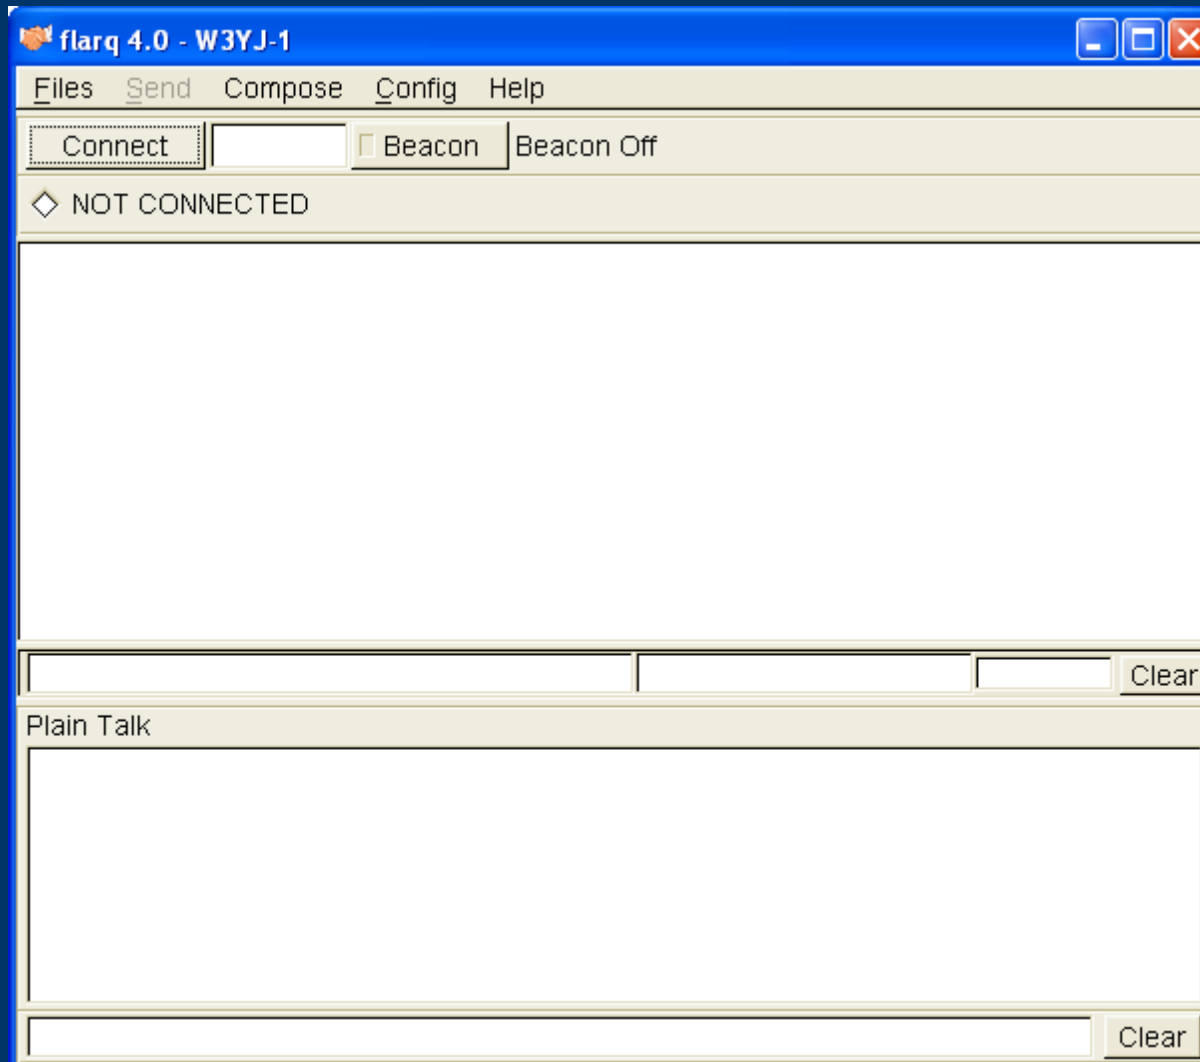 flarq 4.0 - W3YJ-1
Files Send Compose Config Help
Connect Beacon Beacon Off
NOT CONNECTED
Clear
Plain Talk
Clear